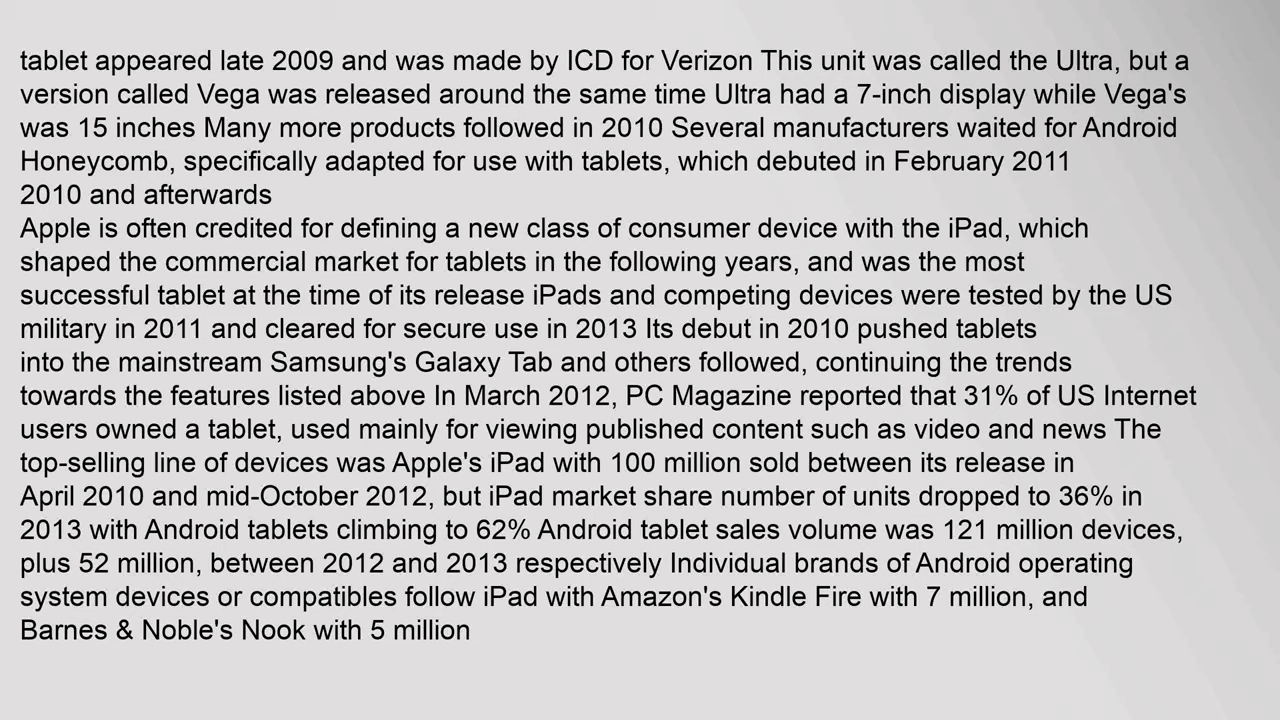 tablet appeared late 2009 and was made by ICD for Verizon This unit was called the Ultra, but a
version called Vega was released around the same time Ultra had a 7-inch display while Vega's
was 15 inches Many more products followed in 2010 Several manufacturers waited for Android
Honeycomb, specifically adapted for use with tablets, which debuted in February 2011
2010 and afterwards
Apple is often credited for defining a new class of consumer device with the iPad, which
shaped the commercial market for tablets in the following years, and was the most
successful tablet at the time of its release iPads and competing devices were tested by the US
military in 2011 and cleared for secure use in 2013 Its debut in 2010 pushed tablets
into the mainstream Samsung's Galaxy Tab and others followed, continuing the trends
towards the features listed above In March 2012, PC Magazine reported that 31% of US Internet
users owned a tablet, used mainly for viewing published content such as video and news The
top-selling line of devices was Apple's iPad with 100 million sold between its release in
April 2010 and mid-October 2012, but iPad market share number of units dropped to 36% in
2013 with Android tablets climbing to 62% Android tablet sales volume was 121 million devices,
plus 52 million, between 2012 and 2013 respectively Individual brands of Android operating
system devices or compatibles follow iPad with Amazon's Kindle Fire with 7 million, and
Barnes & Noble's Nook with 5 million